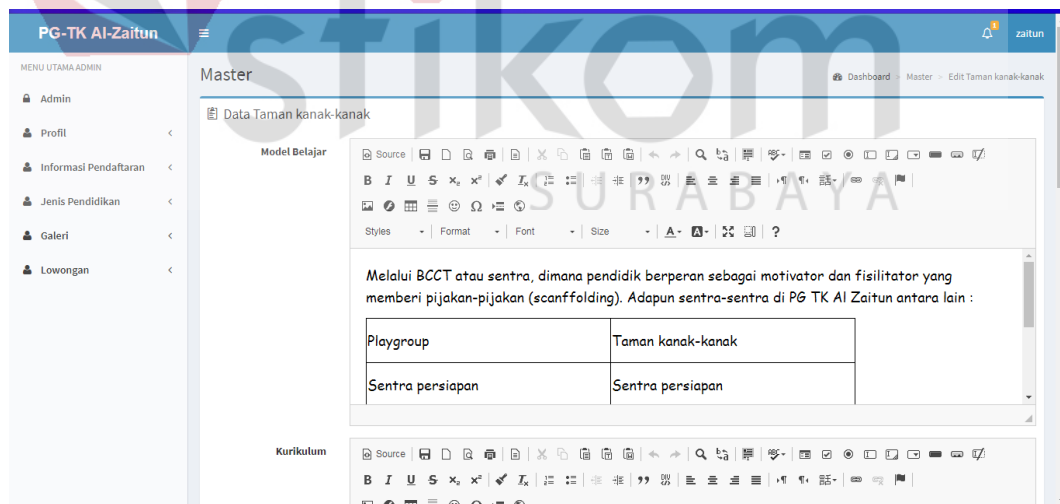 stikom
SURABAYA
PG-TK Al-Zaitun
1
zaitun
MENU UTAMA ADMIN
Admin
Profil
Informasi Pendaftaran
Jenis Pendidikan
Galeri
Lowongan
Master
Dashboard > Master > Edit Taman kanak-kanak
Data Taman kanak-kanak
Model Belajar
Source
Styles Format Font Size
Melalui BCCT atau sentra, dimana pendidik berperan sebagai motivator dan fisilitator yang
memberi pijakan-pijakan (scanffolding). Adapun sentra-sentra di PG TK Al Zaitun antara lain :
Playgroup Taman kanak-kanak
Sentra persiapan Sentra persiapan
Kurikulum
Source